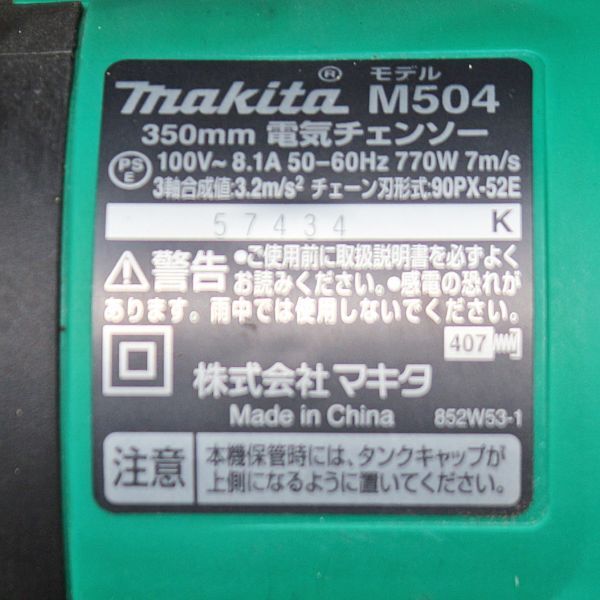 makita® モデル M504
350mm 電気チェンソー
PSE 100V～8.1A 50-60Hz 770W 7m/s
3軸合成値:3.2m/s² チェーン刃形式:90PX-52E
57434 K
警告 ●ご使用前に取扱説明書を必ずよく
お読みください。●感電の恐れが
あります。雨中では使用しないでください。
407
株式会社 マキタ
Made in China 852W53-1
注意 本機保管時には、タンクキャップが
上側になるように置いてください。